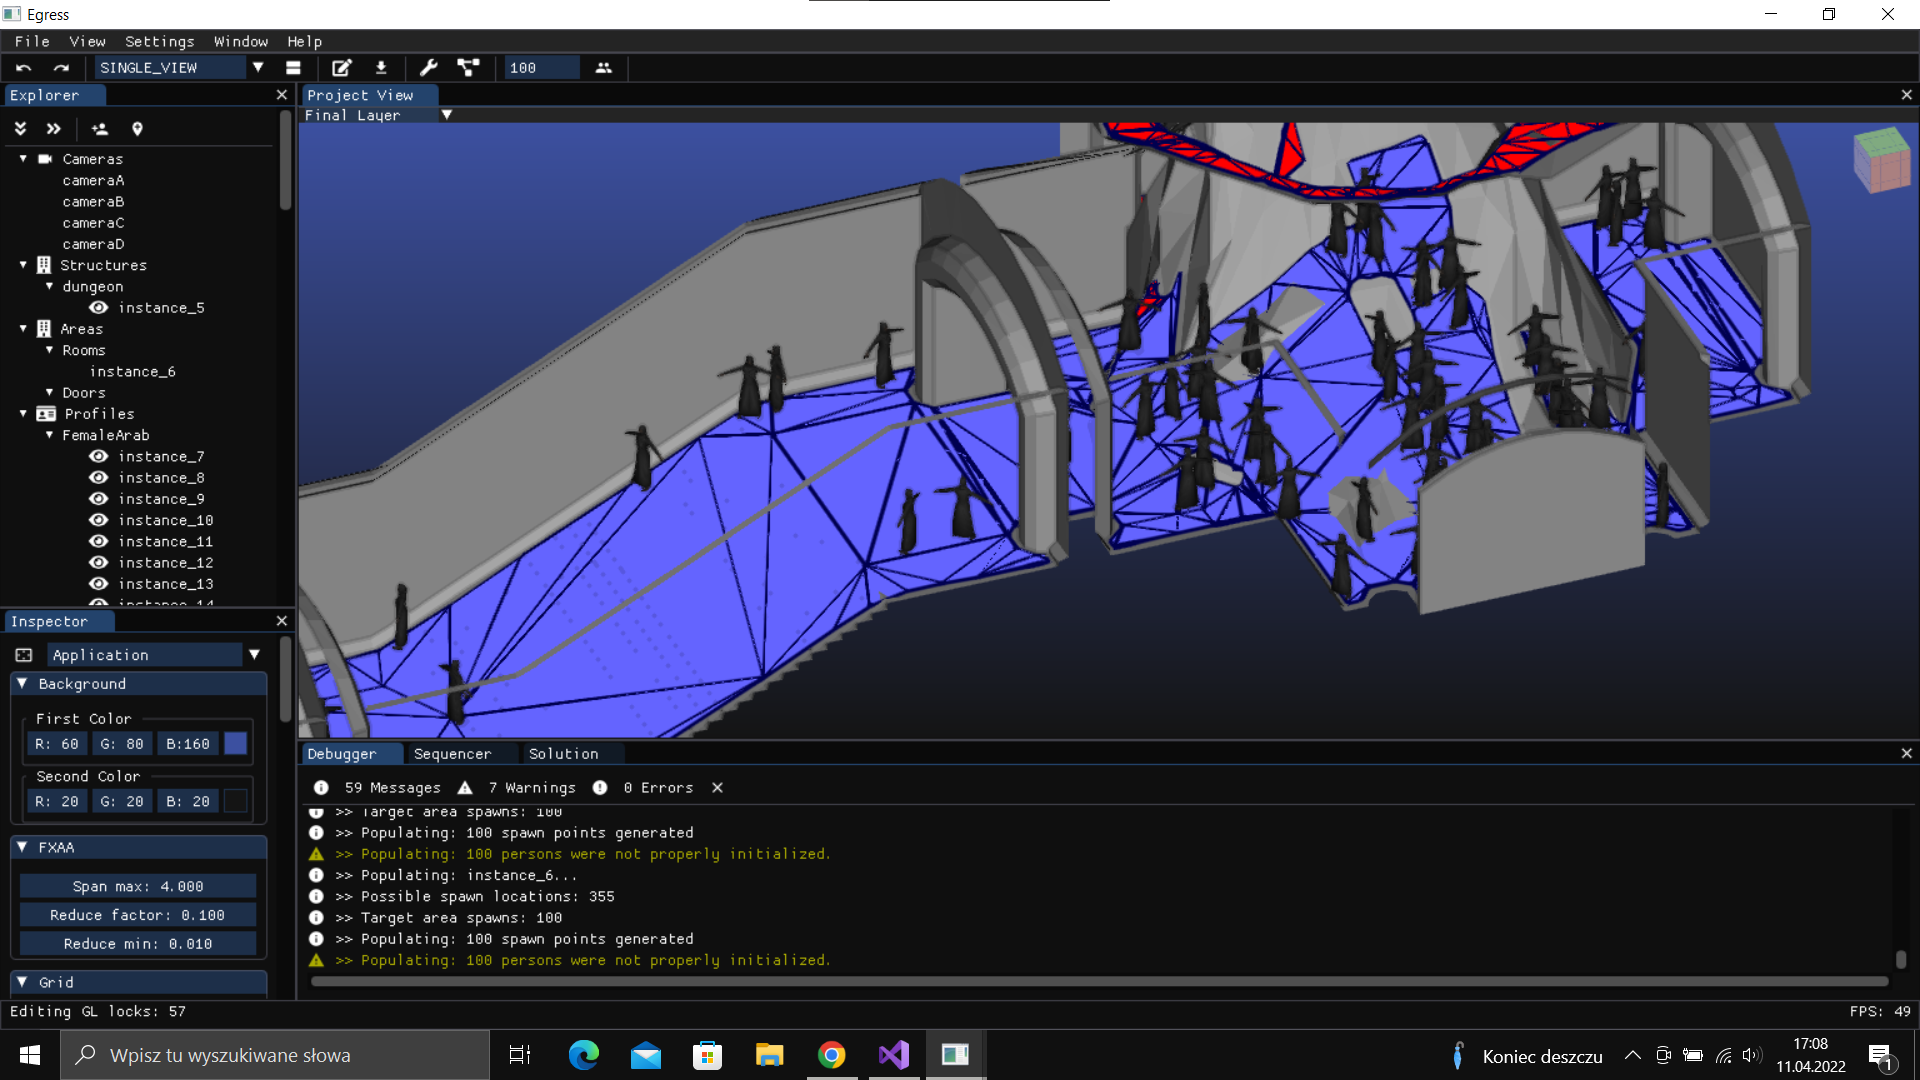 Egress
File View Settings Window Help
SINGLE_VIEW 100
Explorer
Project View
Final Layer
Cameras
cameraA
cameraB
cameraC
cameraD
Structures
dungeon
instance_5
Areas
Rooms
instance_6
Doors
Profiles
FemaleArab
instance_7
instance_8
instance_9
instance_10
instance_11
instance_12
instance_13
instance_14
Inspector
Application
Background
First Color
R: 60 G: 80 B:160
Second Color
R: 20 G: 20 B: 20
FXAA
Span max: 4.000
Reduce factor: 0.100
Reduce min: 0.010
Grid
Debugger Sequencer Solution
59 Messages 7 Warnings 0 Errors
>> Target area spawns: 100
>> Populating: 100 spawn points generated
>> Populating: 100 persons were not properly initialized.
>> Populating: instance_6...
>> Possible spawn locations: 355
>> Target area spawns: 100
>> Populating: 100 spawn points generated
>> Populating: 100 persons were not properly initialized.
Editing GL locks: 57
FPS: 49
Wpisz tu wyszukiwane słowa
Koniec deszczu
17:08
11.04.2022
1